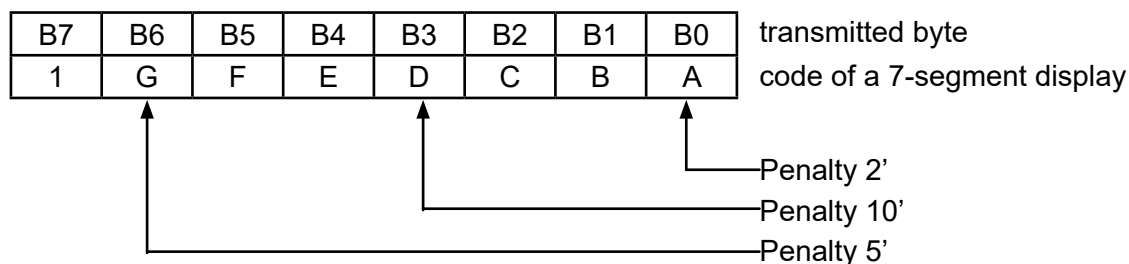 B7 B6 B5 B4 B3 B2 B1 B0 transmitted byte
1 G F E D C B A code of a 7-segment display
Penalty 2’
Penalty 10’
Penalty 5’